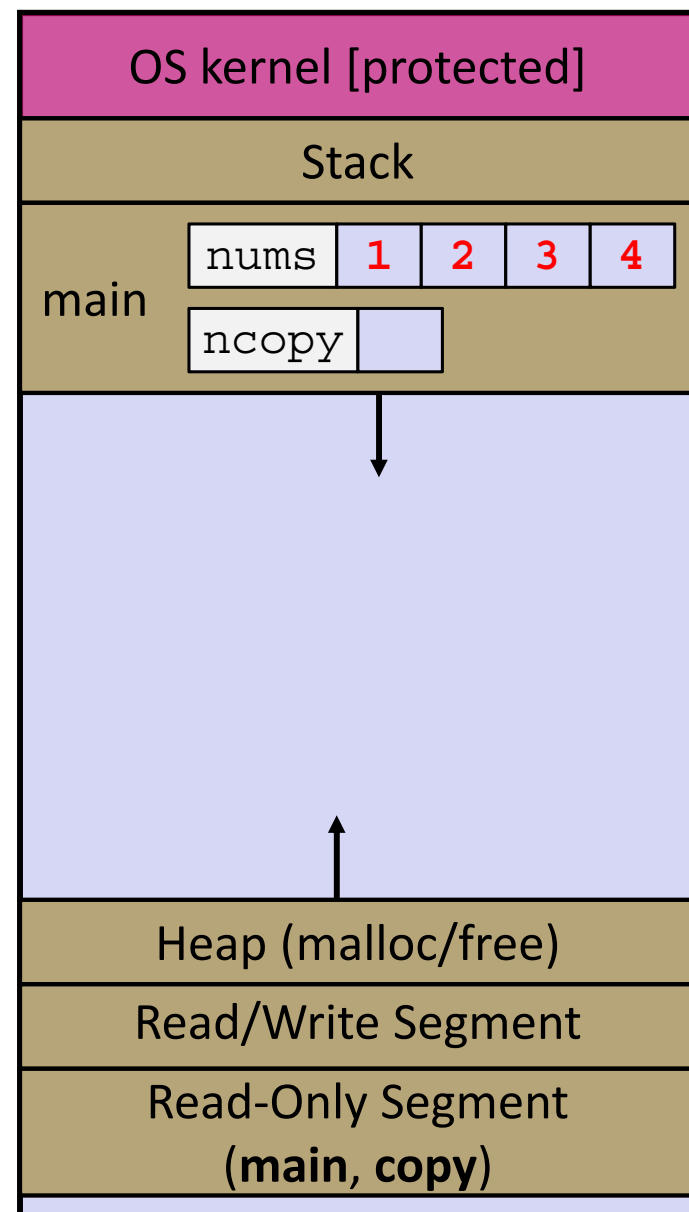 OS kernel [protected]
Stack
main
nums 1 2 3 4
ncopy
Heap (malloc/free)
Read/Write Segment
Read-Only Segment
(main, copy)